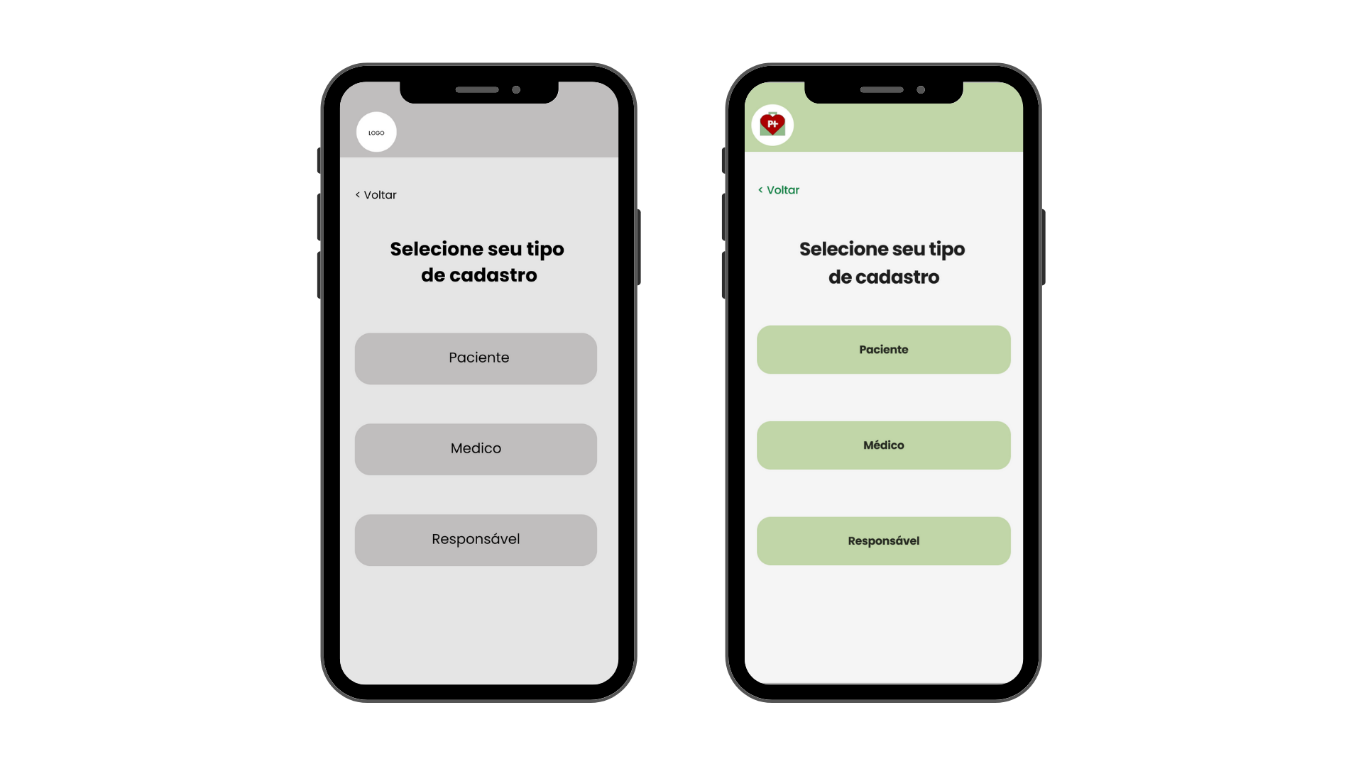 LOGO
< Voltar
Selecione seu tipo
de cadastro
Paciente
Medico
Responsável
P+
< Voltar
Selecione seu tipo
de cadastro
Paciente
Médico
Responsável